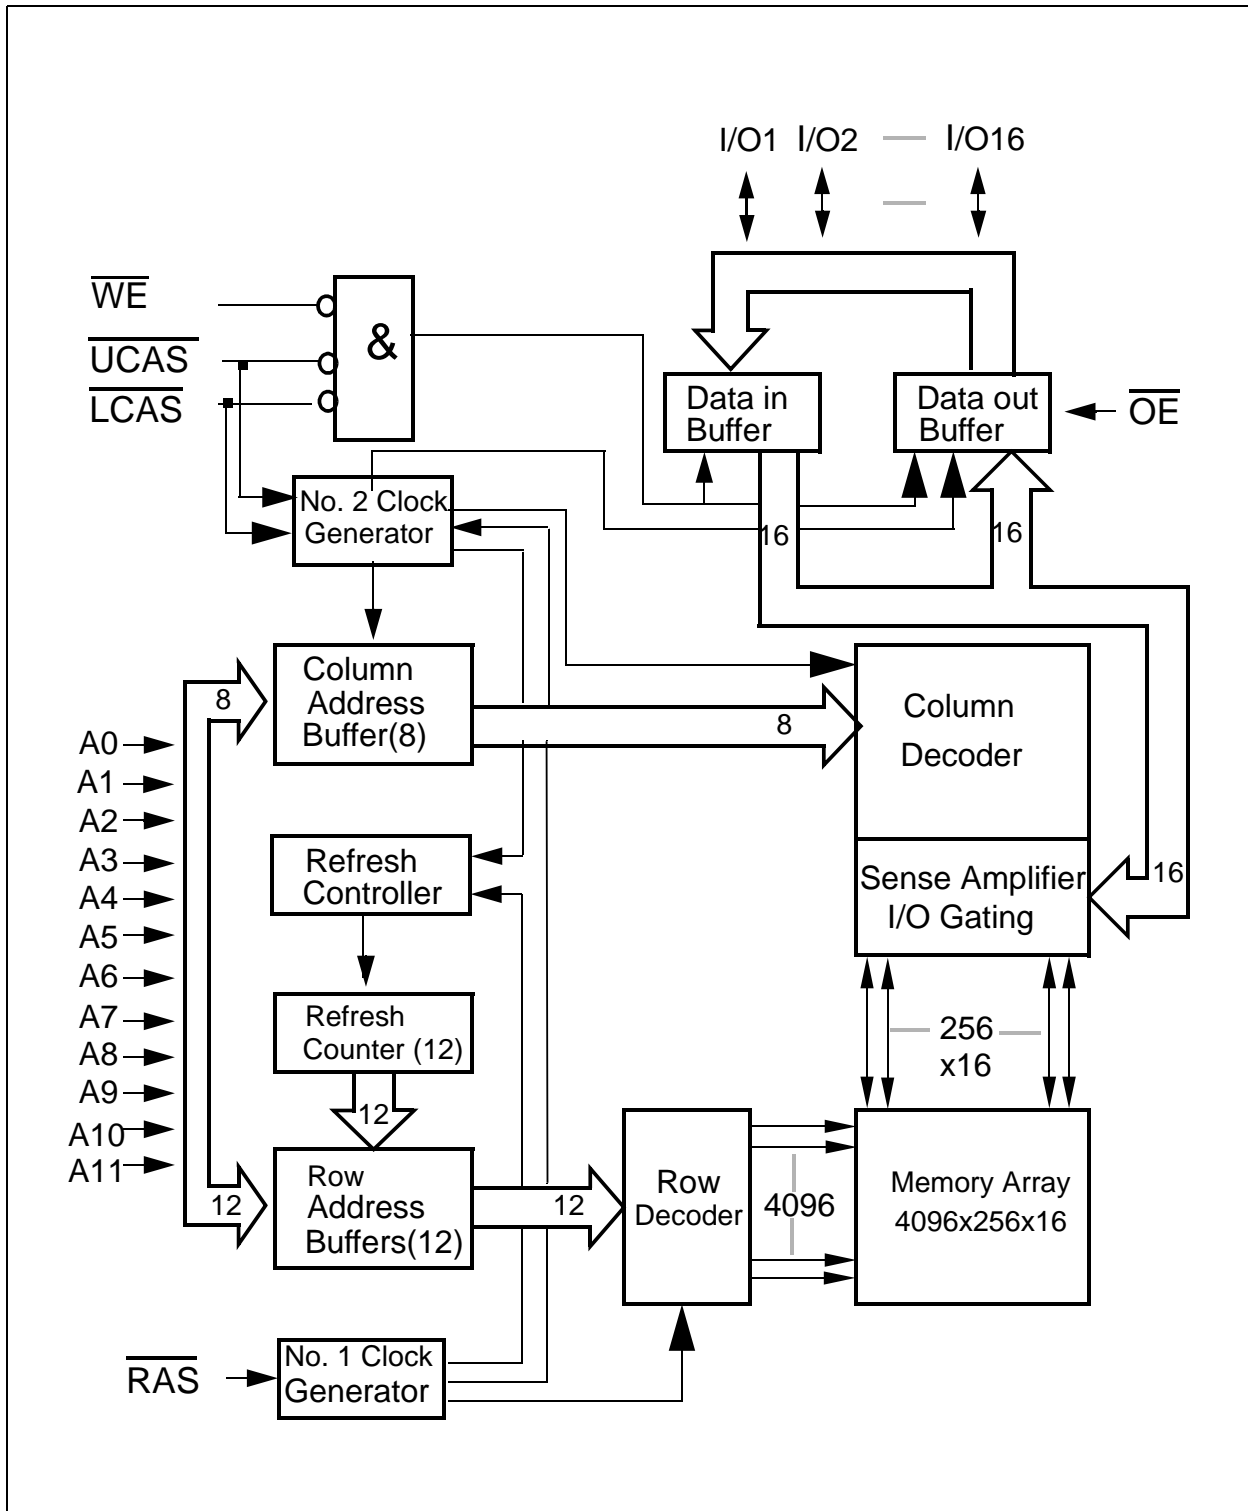 I/O1 I/O2 I/O16
WE
UCAS
LCAS
&
Data in
Buffer
Data out
Buffer
OE
No. 2 Clock
Generator
16
16
Column
Address
Buffer(8)
8
8
Column
Decoder
A0
A1
A2
A3
A4
A5
A6
A7
A8
A9
A10
A11
Refresh
Controller
Sense Amplifier
I/O Gating
16
Refresh
Counter (12)
256
x16
12
Row
Address
Buffers(12)
12
12
Row
Decoder
4096
Memory Array
4096x256x16
RAS
No. 1 Clock
Generator